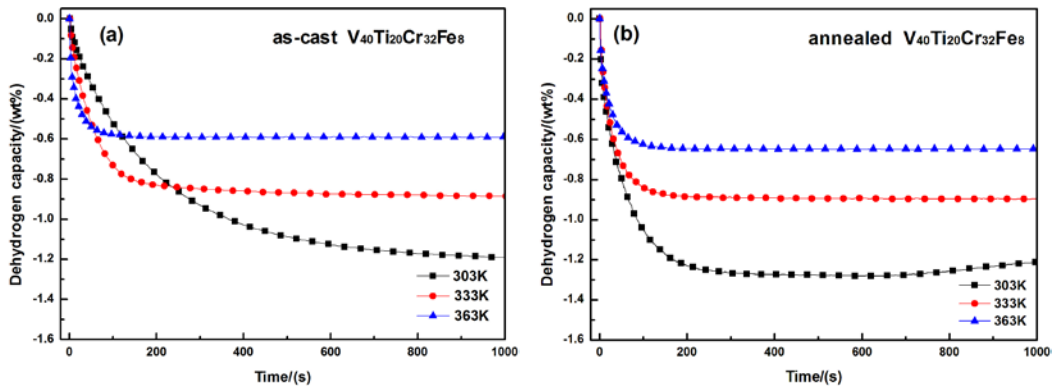 (a)
as-cast V40Ti20Cr32Fe8
Dehydrogen capacity/(wt%)
0.0
-0.2
-0.4
-0.6
-0.8
-1.0
-1.2
-1.4
-1.6
303K
333K
363K
0 200 400 600 800 1000
Time/(s)
(b)
annealed V40Ti20Cr32Fe8
Dehydrogen capacity/(wt%)
0.0
-0.2
-0.4
-0.6
-0.8
-1.0
-1.2
-1.4
-1.6
303K
333K
363K
0 200 400 600 800 1000
Time/(s)